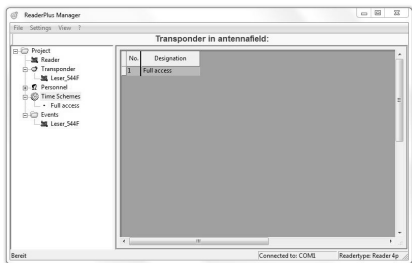 ReaderPlus Manager
File Settings View ?
Transponder in antennafield:
Project
Reader
Transponder
Leser_544F
Personnel
Time Schemes
Full access
Events
Leser_544F
No. Designation
1 Full access
Bereit Connected to: COM1 Readertype: Reader 4p